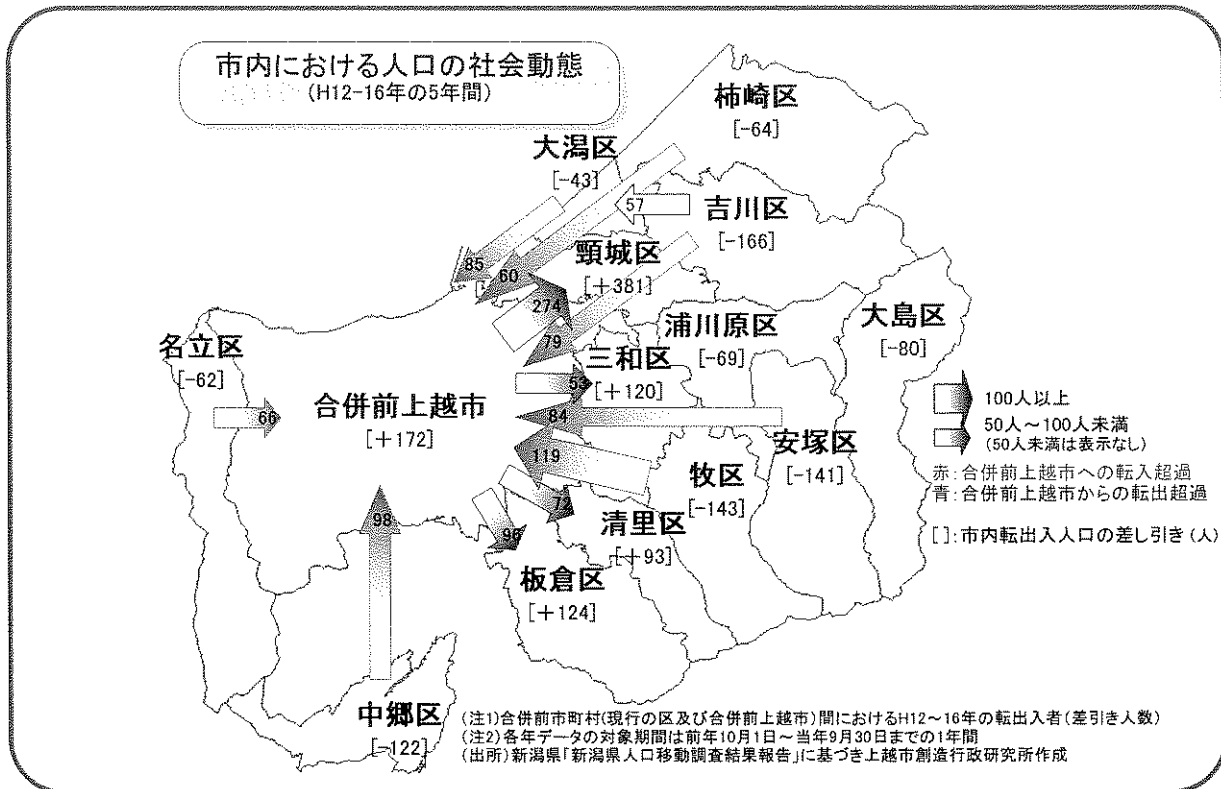 市内における人口の社会動態
(H12-16年の5年間)
柿崎区
[-64]
大潟区
[-43]
57
吉川区
[-166]
85
60
頸城区
[+381]
274
79
浦川原区
[-69]
大島区
[-80]
名立区
[-62]
三和区
[+120]
53
66
合併前上越市
[+172]
84
安塚区
[-141]
119
牧区
[-143]
72
清里区
[+93]
96
98
板倉区
[+124]
中郷区
[-122]
100人以上
50人~100人未満
(50人未満は表示なし)
赤:合併前上越市への転入超過
青:合併前上越市からの転出超過
[ ]:市内転出入人口の差し引き(人)
(注1)合併前市町村(現行の区及び合併前上越市)間におけるH12~16年の転出入者(差引き人数)
(注2)各年データの対象期間は前年10月1日~当年9月30日までの1年間
(出所)新潟県「新潟県人口移動調査結果報告」に基づき上越市創造行政研究所作成